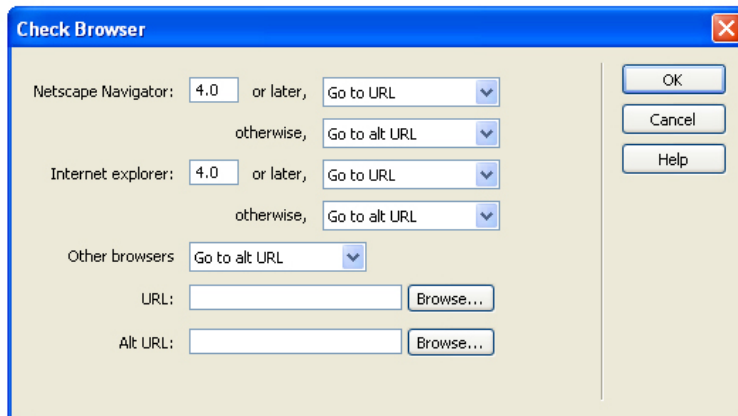 Check Browser
Netscape Navigator: 4.0 or later, Go to URL
otherwise, Go to alt URL
Internet explorer: 4.0 or later, Go to URL
otherwise, Go to alt URL
Other browsers Go to alt URL
URL: Browse...
Alt URL: Browse...
OK
Cancel
Help